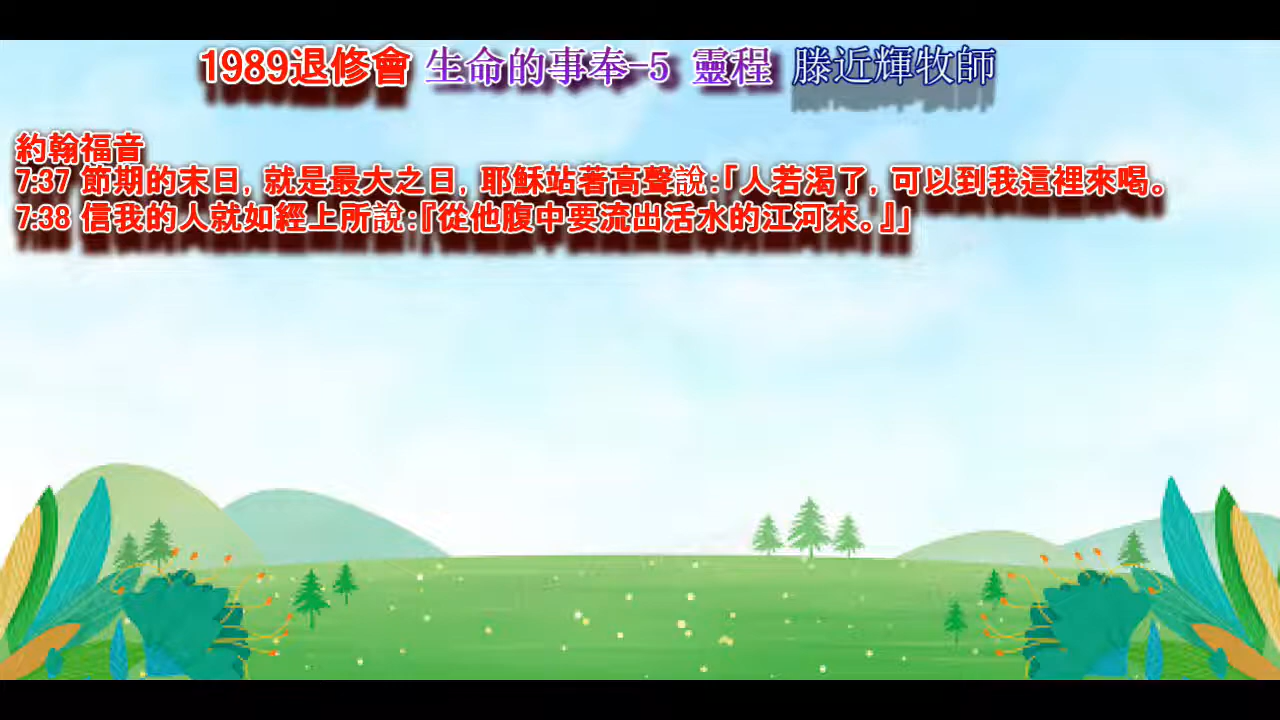 1989退修會 生命的事奉-5 靈程 滕近輝牧師
約翰福音
7:37 節期的末日, 就是最大之日, 耶穌站著高聲說:「人若渴了, 可以到我這裡來喝。
7:38 信我的人就如經上所說:『從他腹中要流出活水的江河來。』」